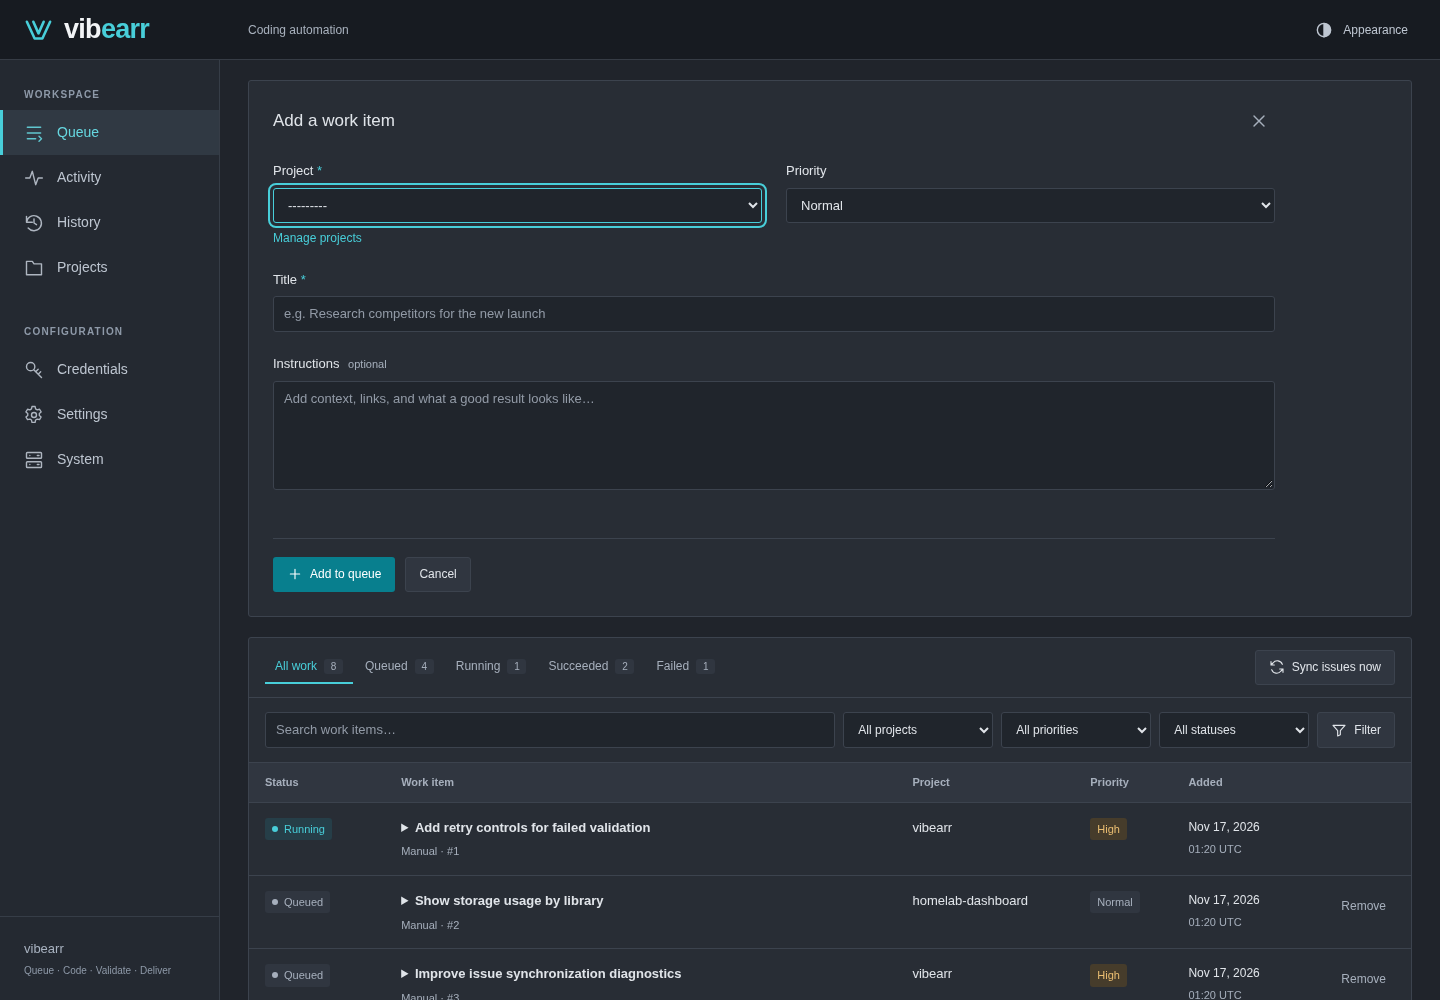 vibearr
Coding automation
Appearance
WORKSPACE
Queue
Activity
History
Projects
CONFIGURATION
Credentials
Settings
System
vibearr
Queue · Code · Validate · Deliver
Add a work item
Project *
Priority
---------
Normal
Manage projects
Title *
e.g. Research competitors for the new launch
Instructions optional
Add context, links, and what a good result looks like…
Add to queue
Cancel
All work 8
Queued 4
Running 1
Succeeded 2
Failed 1
Sync issues now
Search work items…
All projects
All priorities
All statuses
Filter
Status Work item Project Priority Added
Running Add retry controls for failed validation vibearr High Nov 17, 2026
Manual · #1 01:20 UTC
Queued Show storage usage by library homelab-dashboard Normal Nov 17, 2026 Remove
Manual · #2 01:20 UTC
Queued Improve issue synchronization diagnostics vibearr High Nov 17, 2026 Remove
Manual · #3 01:20 UTC